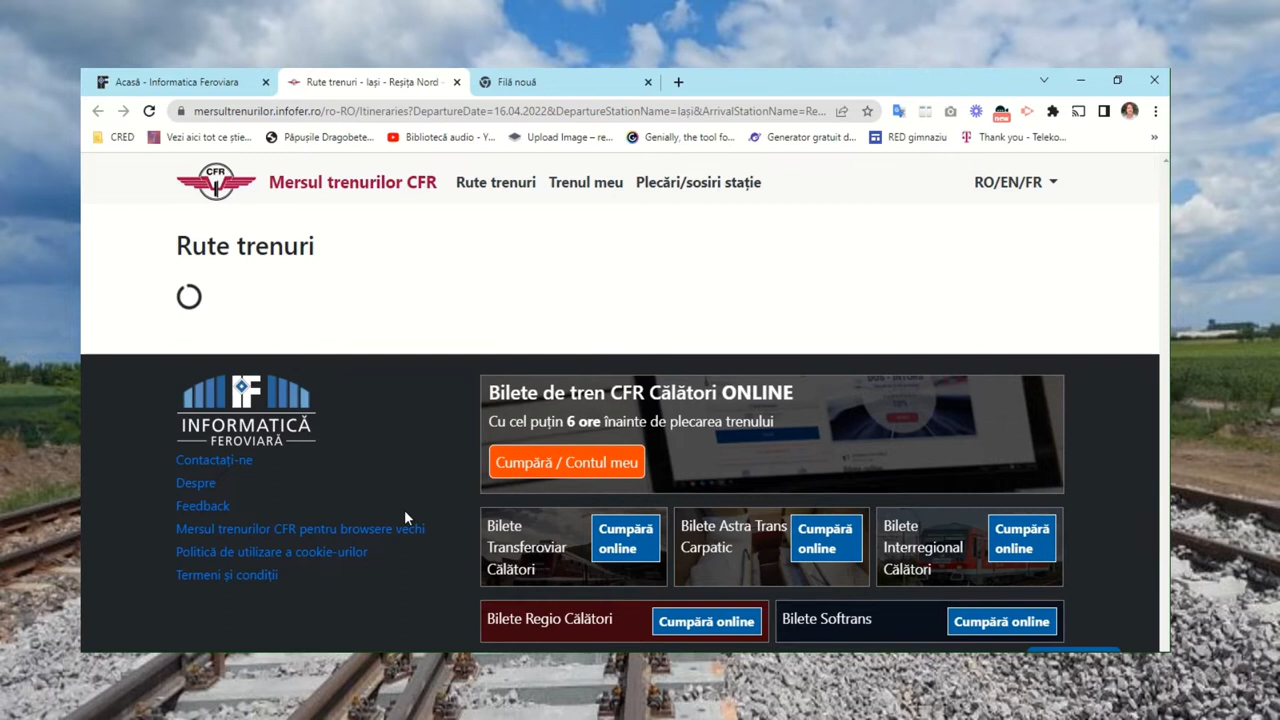 Acasă - Informatica Feroviara
Rute trenuri - Iași - Reșița Nord -
Filă nouă
mersultrenurilor.infofer.ro/ro-RO/Itineraries?DepartureDate=16.04.2022&DepartureStationName=Iași&ArrivalStationName=Re...
new
CRED
Vezi aici tot ce știe...
Păpușile Dragobete...
Bibliotecă audio - Y...
Upload Image – re...
Genially, the tool fo...
Generator gratuit d...
RED gimnaziu
Thank you - Teleko...
»
CFR
Mersul trenurilor CFR
Rute trenuri
Trenul meu
Plecări/sosiri stație
RO/EN/FR
Rute trenuri
IF
INFORMATICĂ
FEROVIARĂ
Contactați-ne
Despre
Feedback
Mersul trenurilor CFR pentru browsere vechi
Politică de utilizare a cookie-urilor
Termeni și condiții
Bilete de tren CFR Călători ONLINE
Cu cel puțin 6 ore înainte de plecarea trenului
Cumpără / Contul meu
Bilete
Transferoviar
Călători
Cumpără
online
Bilete Astra Trans
Carpatic
Cumpără
online
Bilete
Interregional
Călători
Cumpără
online
Bilete Regio Călători
Cumpără online
Bilete Softrans
Cumpără online